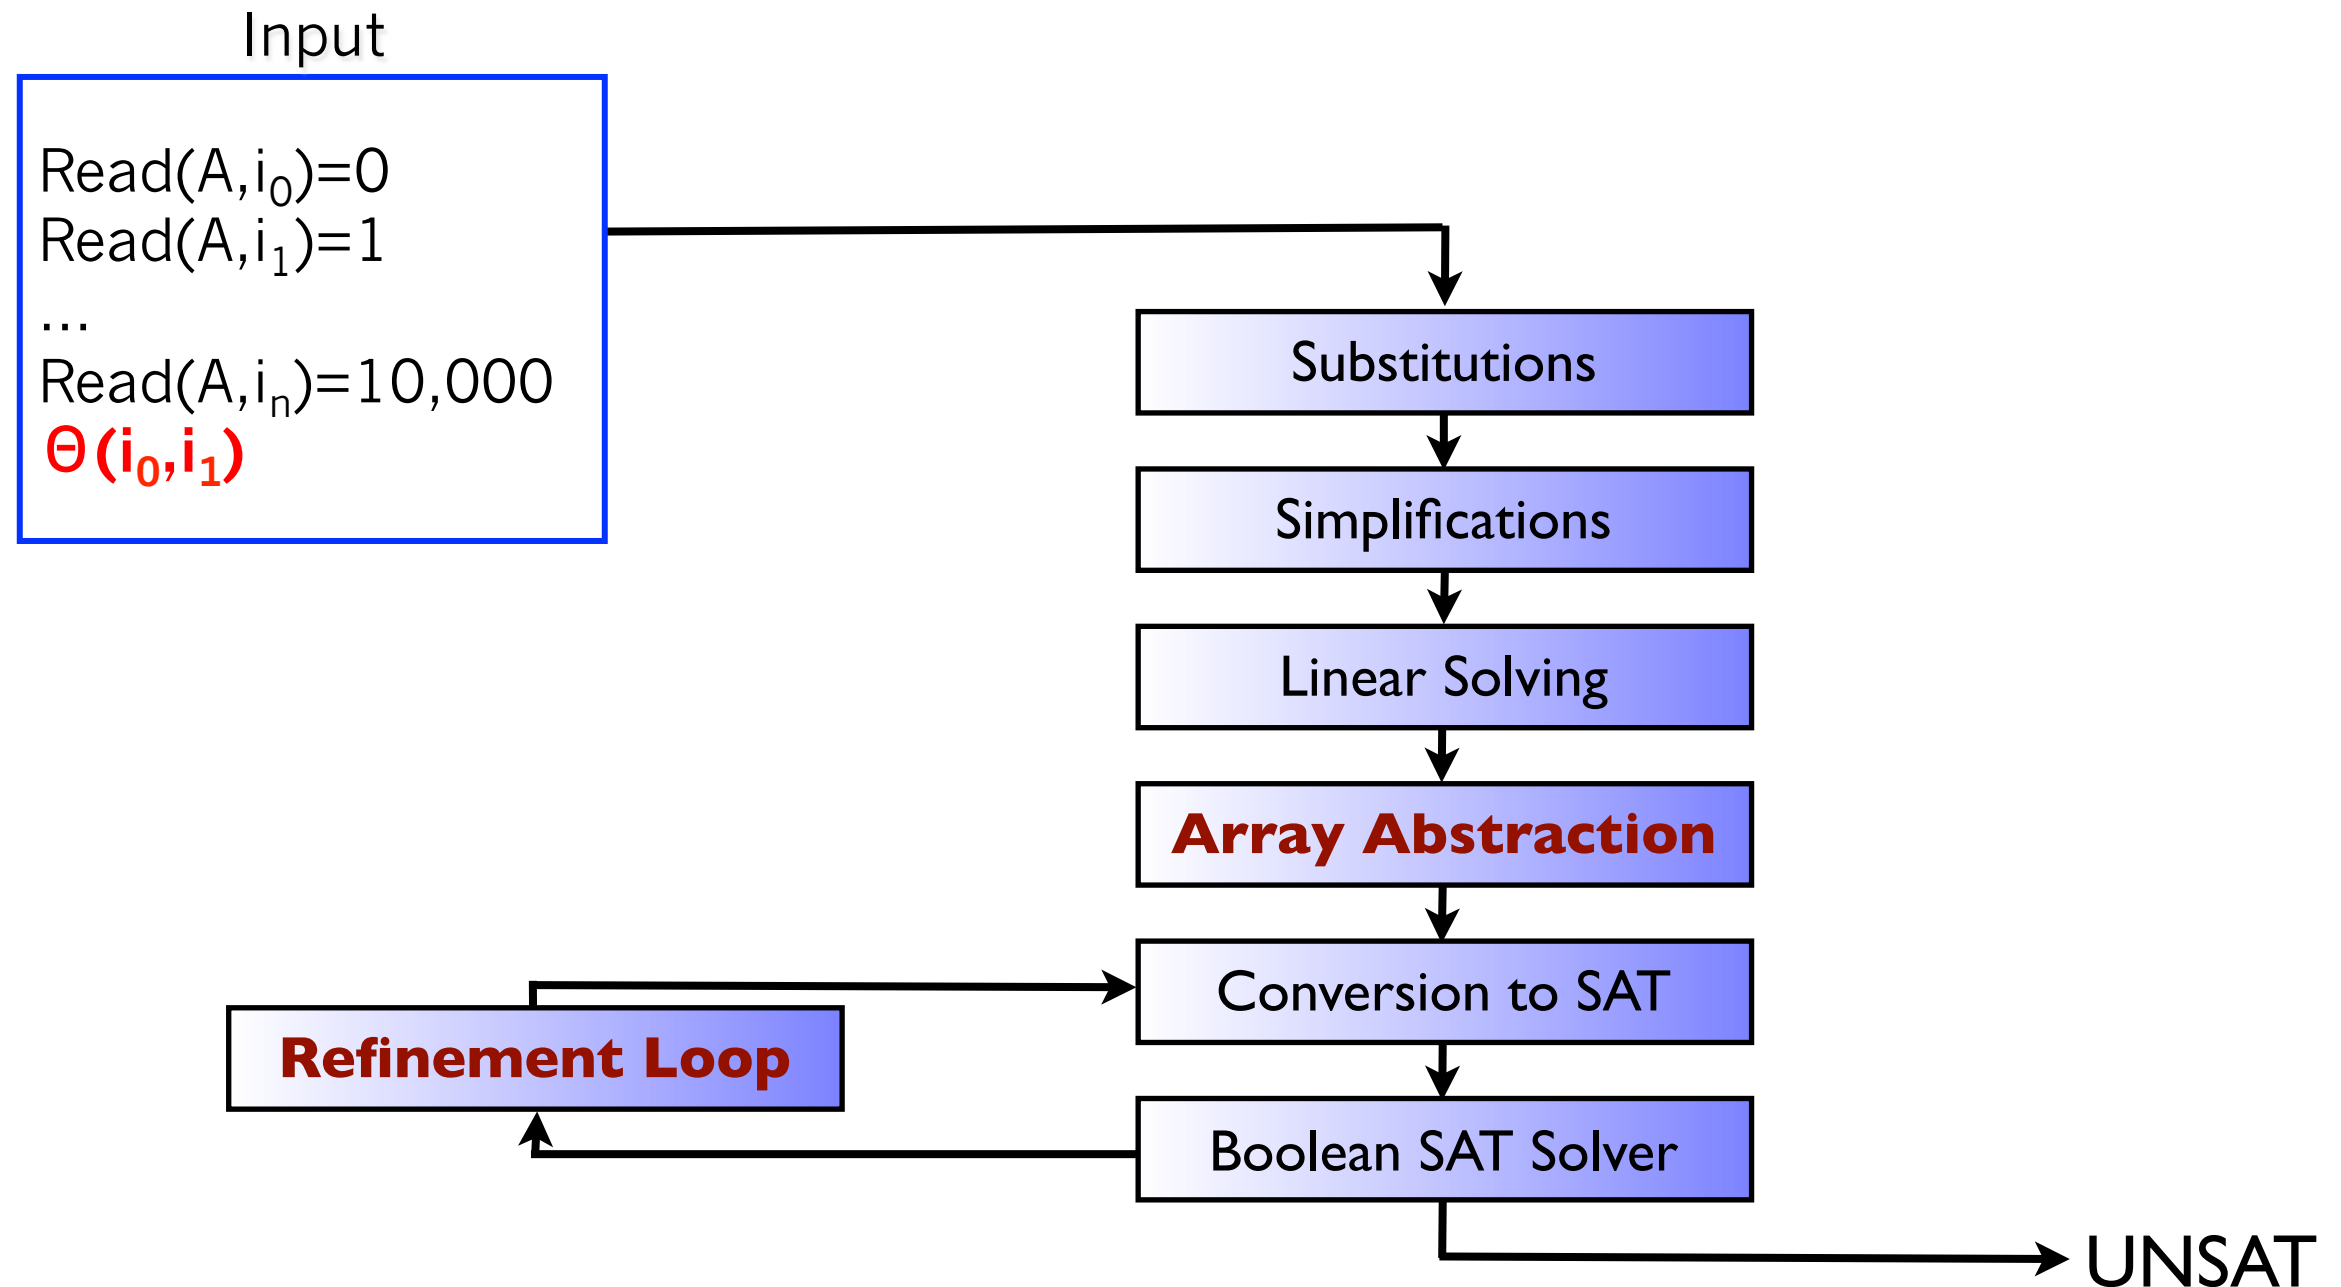 Input
Read(A,i₀)=0
Read(A,i₁)=1
...
Read(A,iₙ)=10,000
Θ(i₀,i₁)
Substitutions
Simplifications
Linear Solving
Array Abstraction
Conversion to SAT
Refinement Loop
Boolean SAT Solver
UNSAT